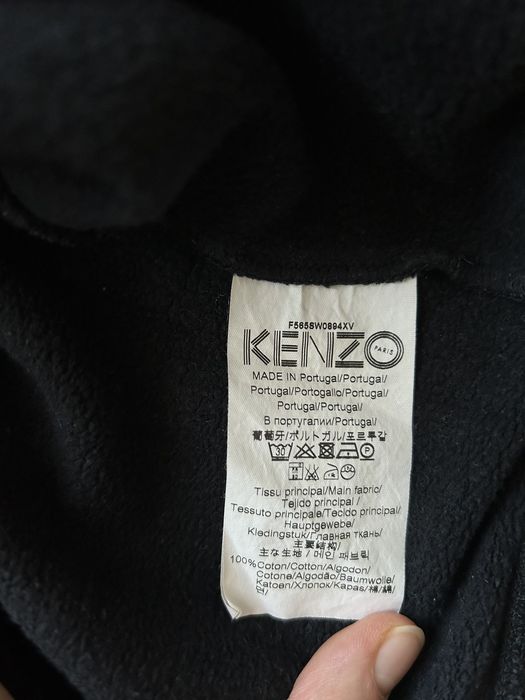 F565SW0894XV
KENZO
PARIS
MADE IN Portugal/Portugal/
Portugal/Portogallo/Portugal/
Portugal/Portugal/
В португалии/Portugal/
葡萄牙/ポルトガル/포르투갈
30
P
Tissu principal/Main fabric/
Tejido principal /
Tessuto principale/Tecido principal/
Hauptgewebe/
Kledingstuk/Главная ткань/
主要結构/
主な生地 / 메인 패브릭
100% Coton/Cotton/Algodon/
Cotone/Algodão/Baumwolle/
Katoen/Хлопок/Kapas/棉/綿/
면/